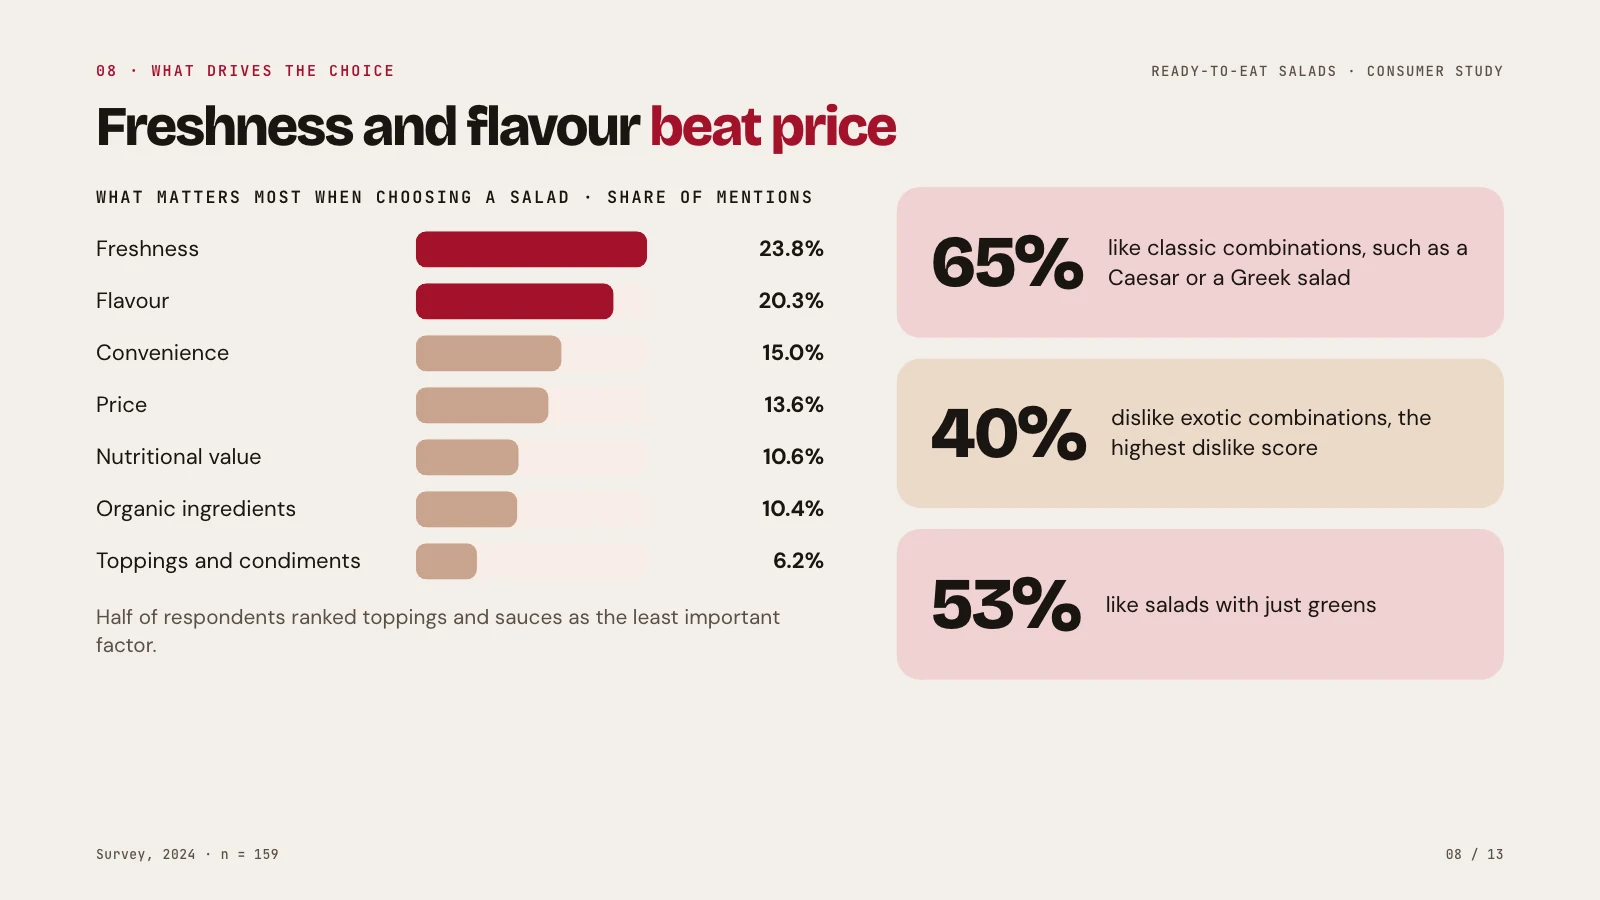 08 · WHAT DRIVES THE CHOICE
READY-TO-EAT SALADS · CONSUMER STUDY
Freshness and flavour beat price
WHAT MATTERS MOST WHEN CHOOSING A SALAD · SHARE OF MENTIONS
Freshness 23.8%
Flavour 20.3%
Convenience 15.0%
Price 13.6%
Nutritional value 10.6%
Organic ingredients 10.4%
Toppings and condiments 6.2%
Half of respondents ranked toppings and sauces as the least important
factor.
65%
like classic combinations, such as a
Caesar or a Greek salad
40%
dislike exotic combinations, the
highest dislike score
53%
like salads with just greens
Survey, 2024 · n = 159
08 / 13